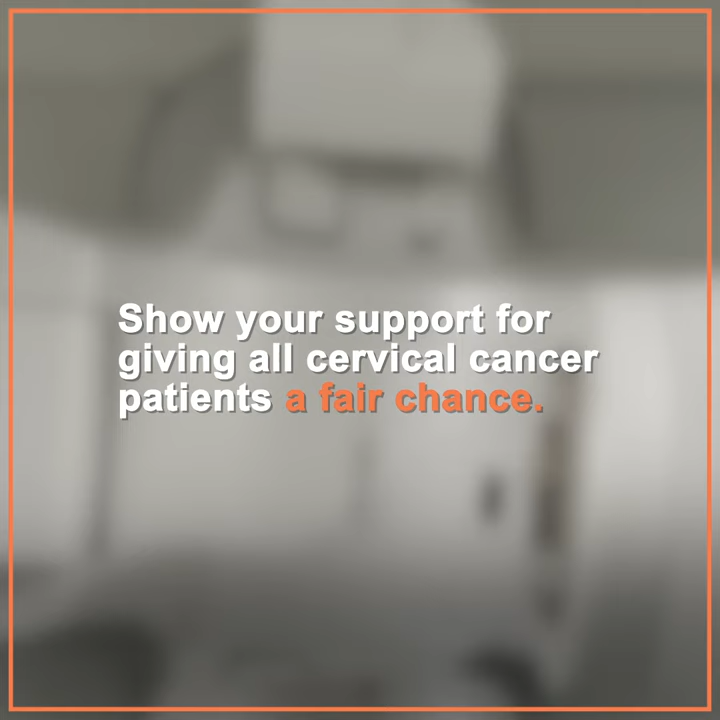 Show your support for
giving all cervical cancer
patients a fair chance.